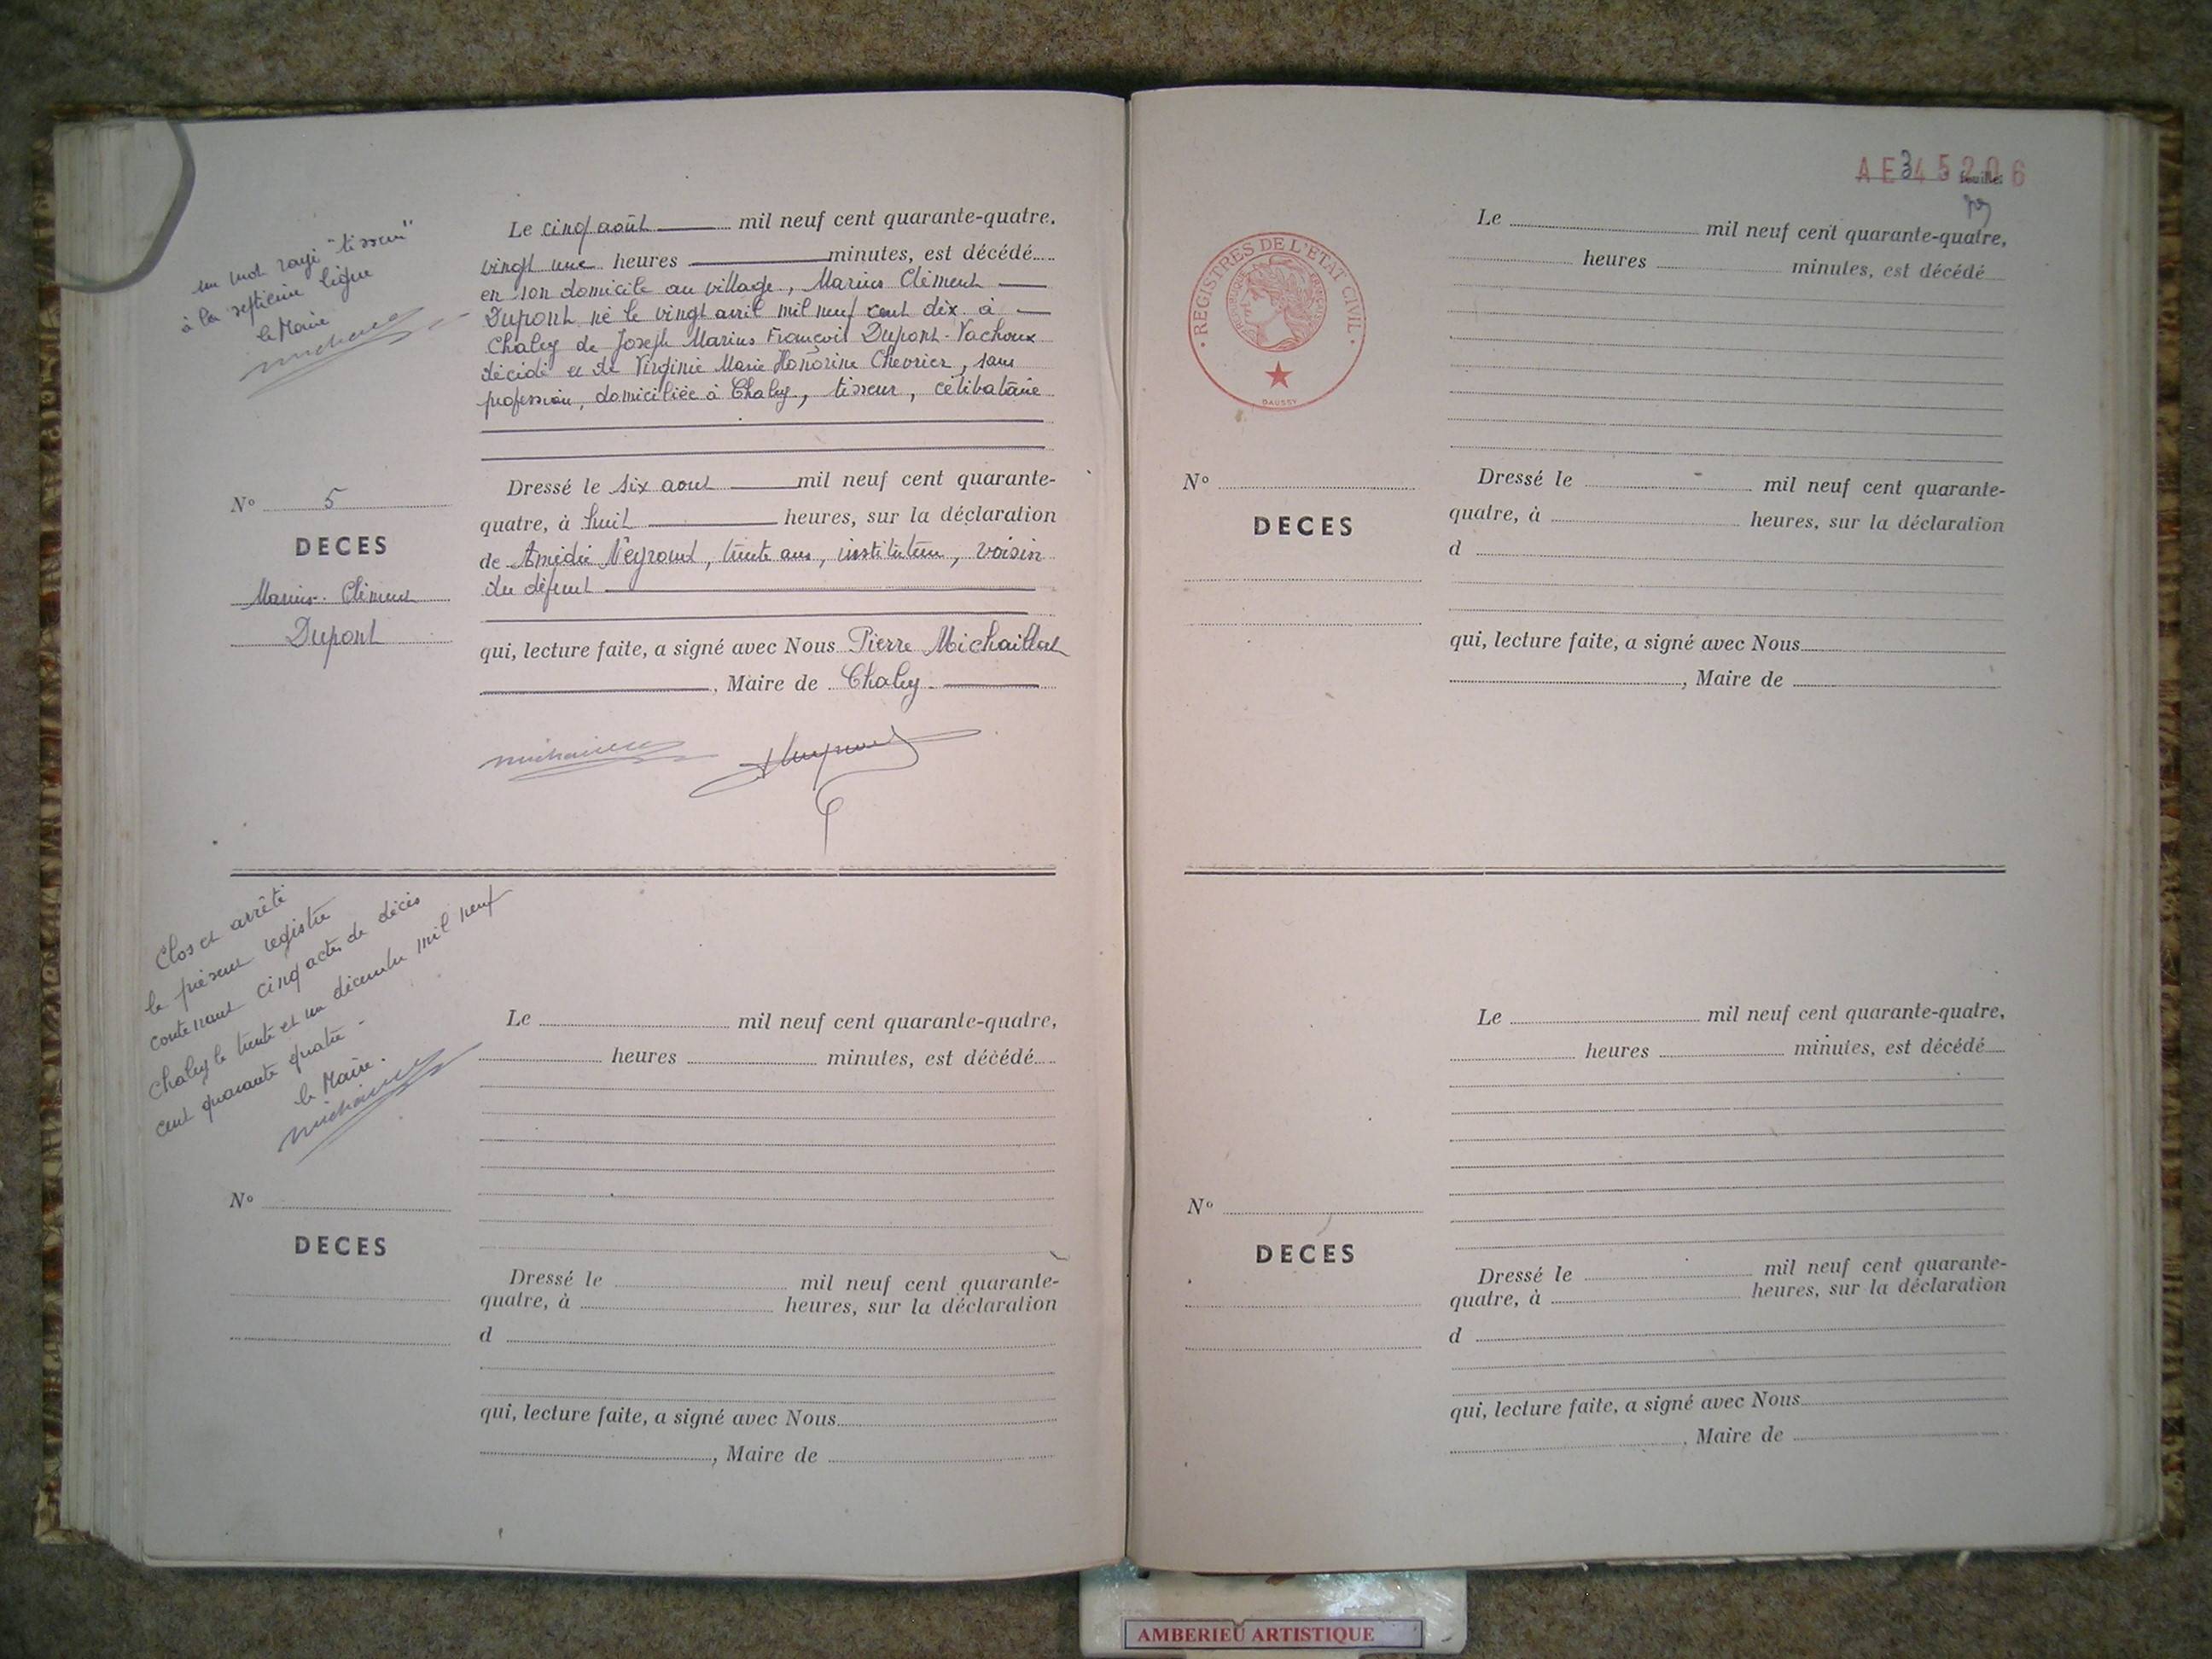 un mot rayé "tisseur"
à la septième ligne
le Maire
Le cinq août mil neuf cent quarante-quatre.
vingt une heures minutes, est décédé
en son domicile au village, Marius Clément
Dupont né le vingt avril mil neuf cent dix à
Chaley de Joseph Marius François Dupont-Vachoux
décédé et de Virginie Marie Honorine Chevrier, sans
profession, domiciliée à Chaley, tisseur, célibataire
N° 5
DECES
Marius-Clément
Dupont
Dressé le six aout mil neuf cent quarante-
quatre, à huit heures, sur la déclaration
de Amédée Neyroud, trente ans, instituteur, voisin
du défunt
qui, lecture faite, a signé avec Nous Pierre Michaillat
, Maire de Chaley
Clos et arrêté
le présent registre
contenant cinq actes de décès
Chaley le trente et un décembre mil neuf
cent quarante quatre -
le Maire.
Le mil neuf cent quarante-quatre,
heures minutes, est décédé
N°
DECES
Dressé le mil neuf cent quarante-
quatre, à heures, sur la déclaration
d
qui, lecture faite, a signé avec Nous
, Maire de
AE 345206
feuillet
REGISTRES DE L'ETAT CIVIL
REPUBLIQUE FRANÇAISE
DAUSSY
Le mil neuf cent quarante-quatre,
heures minutes, est décédé
N°
DECES
Dressé le mil neuf cent quarante-
quatre, à heures, sur la déclaration
d
qui, lecture faite, a signé avec Nous
, Maire de
Le mil neuf cent quarante-quatre,
heures minutes, est décédé
N°
DECES
Dressé le mil neuf cent quarante-
quatre, à heures, sur la déclaration
d
qui, lecture faite, a signé avec Nous
, Maire de
AMBERIEU ARTISTIQUE